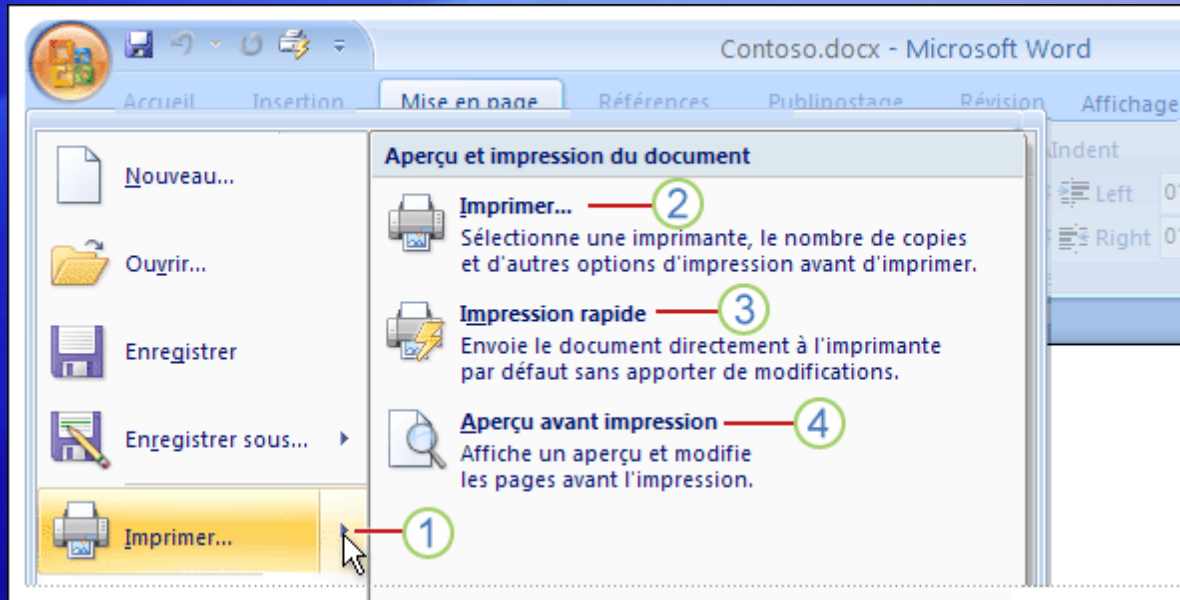 Contoso.docx - Microsoft Word
Accueil Insertion Mise en page Références Publipostage Révision Affichage
Nouveau...
Ouvrir...
Enregistrer
Enregistrer sous...
Imprimer...
1
Aperçu et impression du document
Imprimer... 2
Sélectionne une imprimante, le nombre de copies
et d'autres options d'impression avant d'imprimer.
Impression rapide 3
Envoie le document directement à l'imprimante
par défaut sans apporter de modifications.
Aperçu avant impression 4
Affiche un aperçu et modifie
les pages avant l'impression.
Indent
Left
Right